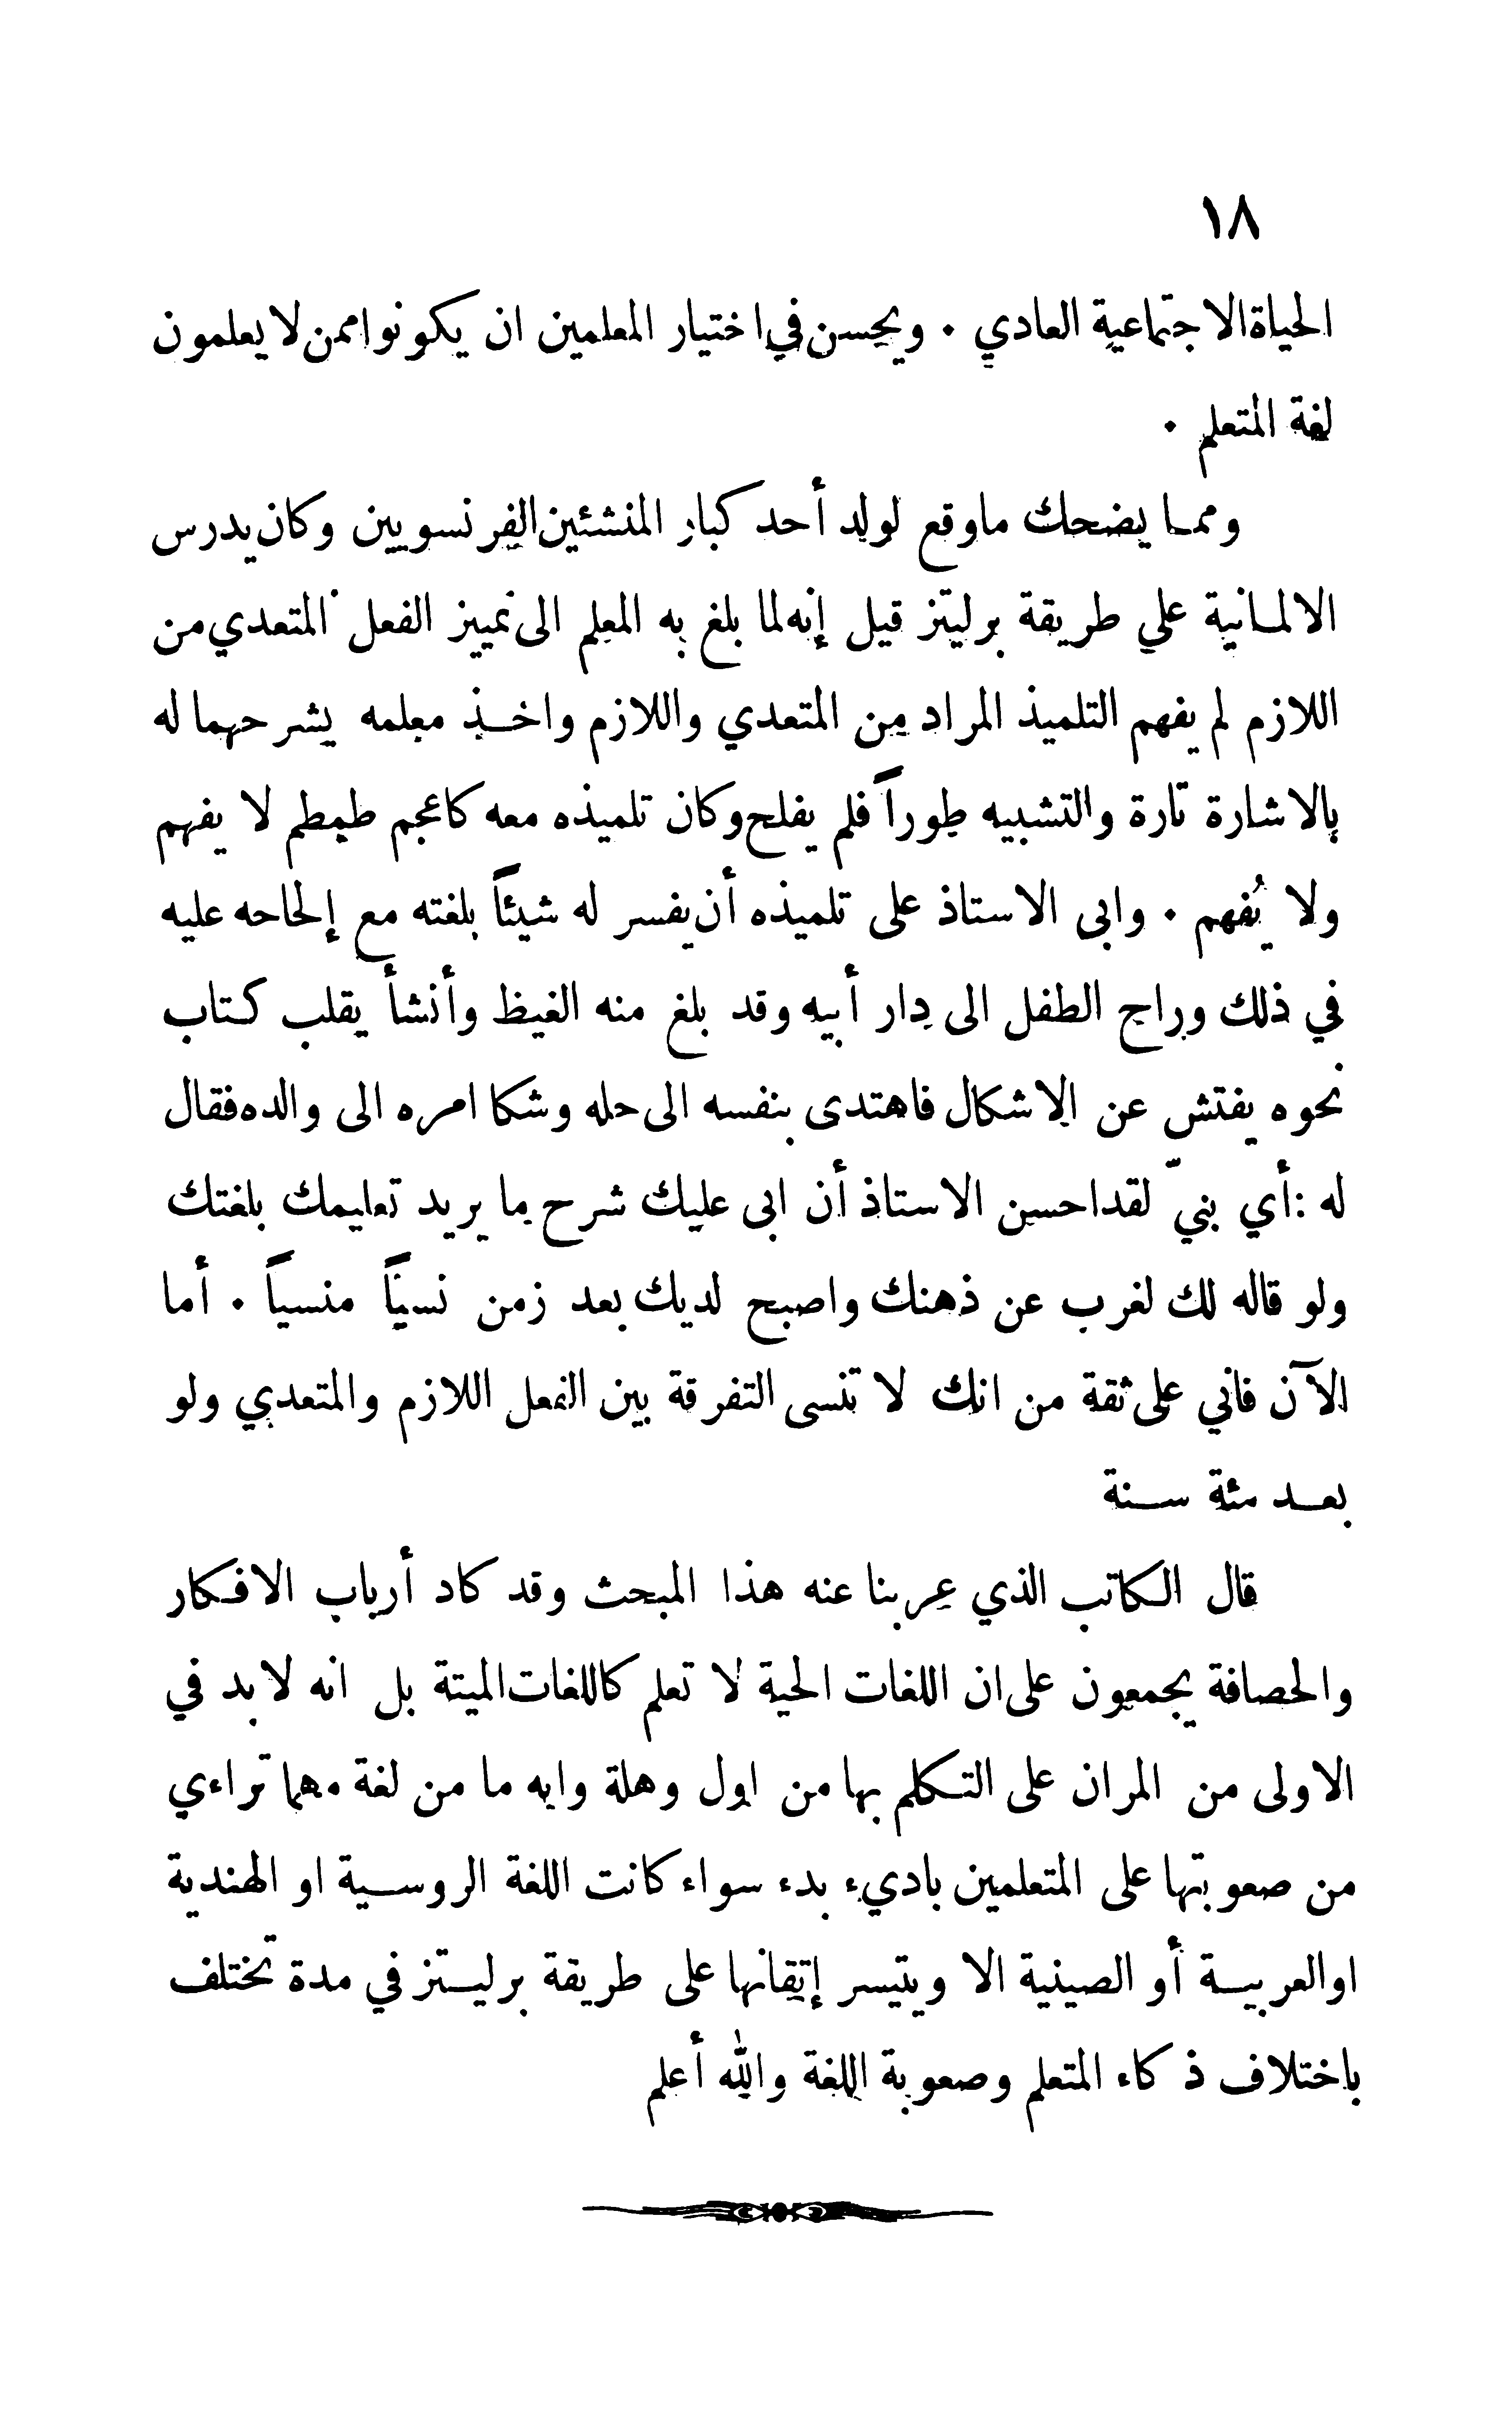 ١٨
الحياة الاجتماعية العادي . ويحسن في اختيار المعلمين ان يكونوا ممن لا يعلمون
لغة المتعلم .
ومما يضحك ماوقع لولد أحد كبار المنشئين الفرنسويين وكان يدرس
الالمانية علي طريقة برليتز قيل إنه لما بلغ به المعلم الى تمييز الفعل المتعدي من
اللازم لم يفهم التلميذ المراد من المتعدي واللازم واخذ معلمه يشرحهما له
بالاشارة تارة والتشبيه طوراً فلم يفلح وكان تلميذه معه كاعجم طمطم لا يفهم
ولا يُفهم . وابى الاستاذ على تلميذه أن يفسر له شيئاً بلغته مع إلحاحه عليه
في ذلك وراح الطفل الى دار أبيه وقد بلغ منه الغيظ وأنشأ يقلب كتاب
نحوه يفتش عن الاشكال فاهتدى بنفسه الى حله وشكا امره الى والده فقال
له : أي بنيّ لقد احسن الاستاذ أن ابى عليك شرح ما يريد تعليمك بلغتك
ولو قاله لك لغرب عن ذهنك واصبح لديك بعد زمن نسياً منسياً . أما
الآن فاني على ثقة من انك لا تنسى التفرقة بين الفعل اللازم والمتعدي ولو
بعد مئة سنة
قال الكاتب الذي عربنا عنه هذا المبحث وقد كاد أرباب الافكار
والحصافة يجمعون على ان اللغات الحية لا تعلم كاللغات الميتة بل انه لا بد في
الاولى من المران على التكلم بها من اول وهلة وانه ما من لغة مهما تراءي
من صعوبتها على المتعلمين باديء بدء سواء كانت اللغة الروسية او الهندية
او العربية أو الصينية الا ويتيسر إتقانها على طريقة برليتز في مدة تختلف
باختلاف ذكاء المتعلم وصعوبة اللغة والله أعلم